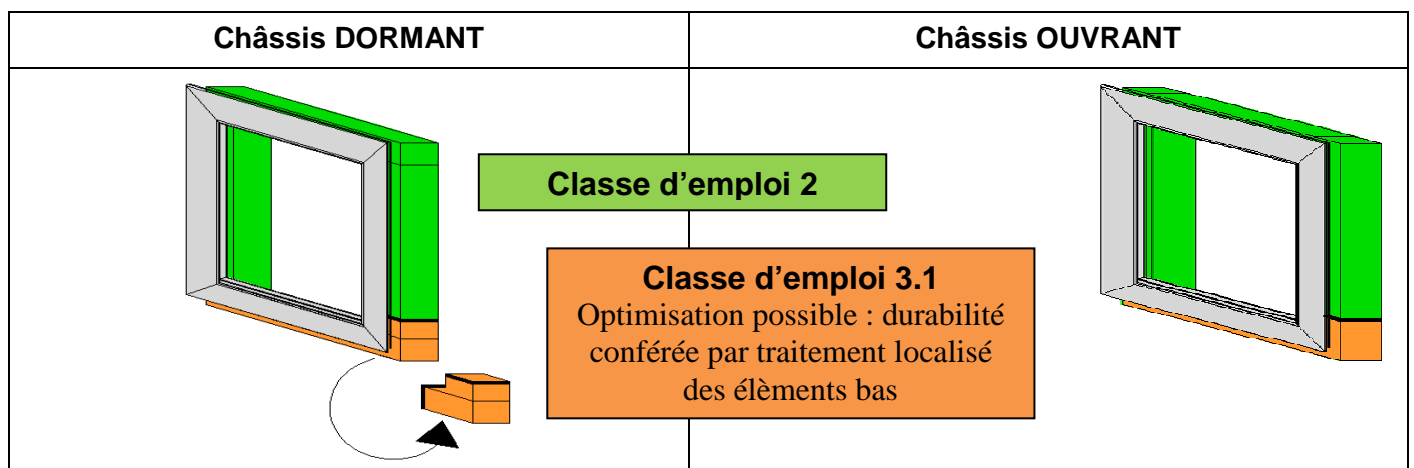 Châssis DORMANT
Châssis OUVRANT
Classe d’emploi 2
Classe d’emploi 3.1
Optimisation possible : durabilité
conférée par traitement localisé
des élèments bas